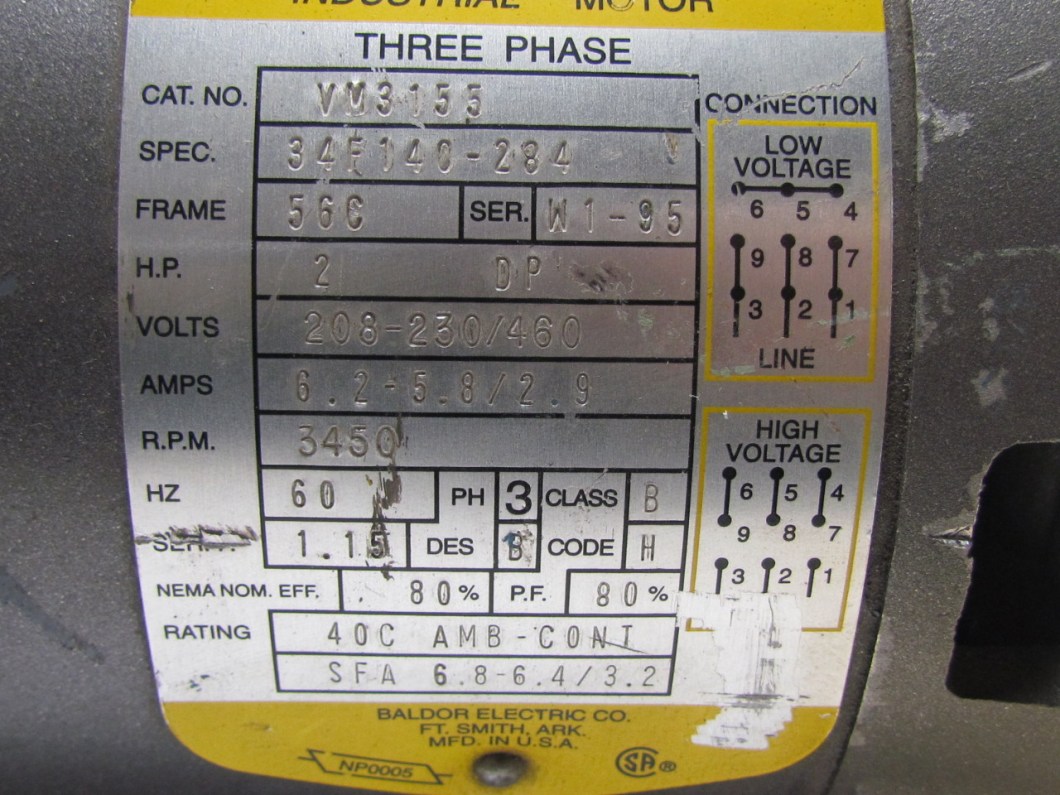 INDUSTRIAL MOTOR
THREE PHASE
CAT. NO. VM3155
SPEC. 34F140-284
FRAME 56C SER. W1-95
H.P. 2 DP
VOLTS 208-230/460
AMPS 6.2-5.8/2.9
R.P.M. 3450
HZ 60 PH 3 CLASS B
SER. F. 1.15 DES B CODE H
NEMA NOM. EFF. 80% P.F. 80%
RATING 40C AMB-CONT
SFA 6.8-6.4/3.2
CONNECTION
LOW
VOLTAGE
6 5 4
9 8 7
3 2 1
LINE
HIGH
VOLTAGE
6 5 4
9 8 7
3 2 1
BALDOR ELECTRIC CO.
FT. SMITH, ARK.
MFD. IN U.S.A.
NP0005
SA ®